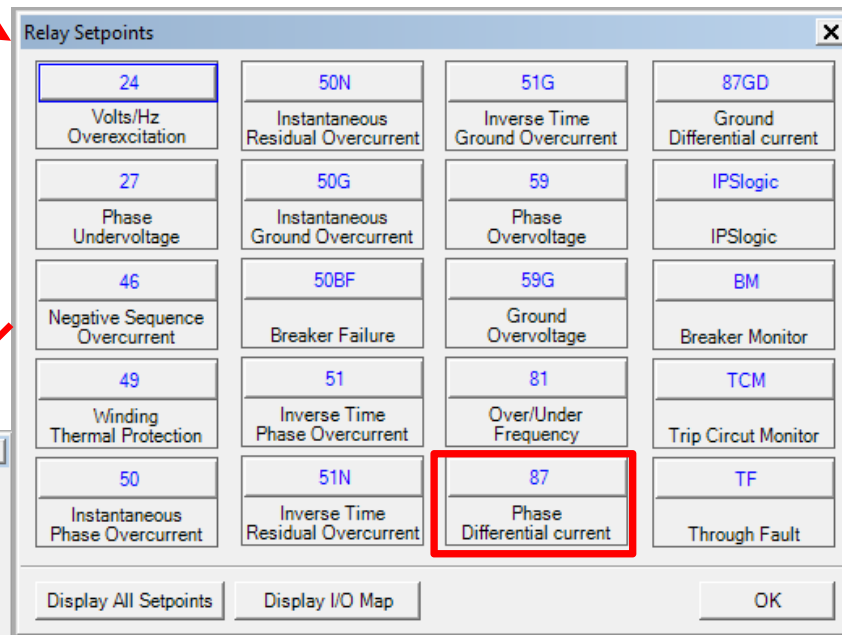 Relay Setpoints
24
50N
51G
87GD
Volts/Hz
Overexcitation
Instantaneous
Residual Overcurrent
Inverse Time
Ground Overcurrent
Ground
Differential current
27
50G
59
IPSlogic
Phase
Undervoltage
Instantaneous
Ground Overcurrent
Phase
Overvoltage
IPSlogic
46
50BF
59G
BM
Negative Sequence
Overcurrent
Breaker Failure
Ground
Overvoltage
Breaker Monitor
49
51
81
TCM
Winding
Thermal Protection
Inverse Time
Phase Overcurrent
Over/Under
Frequency
Trip Circut Monitor
50
51N
87
TF
Instantaneous
Phase Overcurrent
Inverse Time
Residual Overcurrent
Phase
Differential current
Through Fault
Display All Setpoints
Display I/O Map
OK